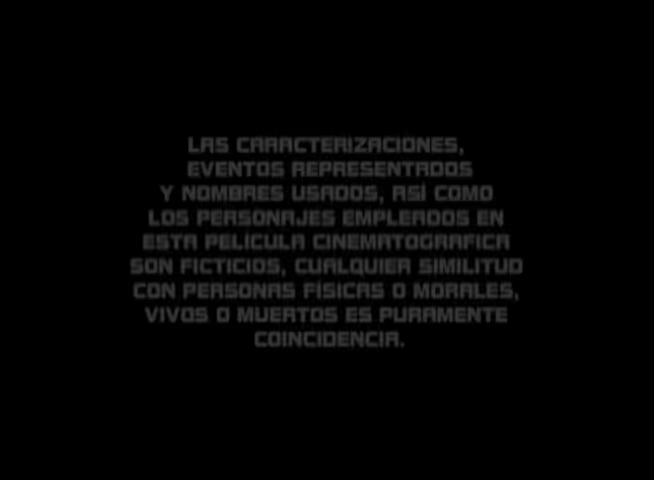 LAS CARACTERIZACIONES,
EVENTOS REPRESENTADOS
Y NOMBRES USADOS, ASÍ COMO
LOS PERSONAJES EMPLEADOS EN
ESTA PELÍCULA CINEMATOGRAFICA
SON FICTICIOS, CUALQUIER SIMILITUD
CON PERSONAS FÍSICAS O MORALES,
VIVOS O MUERTOS ES PURAMENTE
COINCIDENCIA.